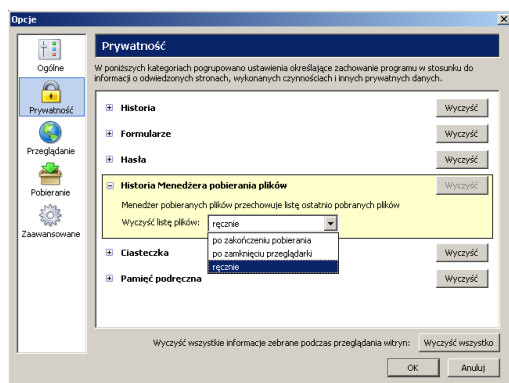 Opcje
Ogólne
Prywatność
Przeglądanie
Pobieranie
Zaawansowane
Prywatność
W poniższych kategoriach pogrupowano ustawienia określające zachowanie programu w stosunku do
informacji o odwiedzonych stronach, wykonanych czynnościach i innych prywatnych danych.
Historia Wyczyść
Formularze Wyczyść
Hasła Wyczyść
Historia Menedżera pobierania plików Wyczyść
Menedżer pobieranych plików przechowuje listę ostatnio pobranych plików
Wyczyść listę plików: ręcznie
po zakończeniu pobierania
po zamknięciu przeglądarki
ręcznie
Ciasteczka Wyczyść
Pamięć podręczna Wyczyść
Wyczyść wszystkie informacje zebrane podczas przeglądania witryn: Wyczyść wszystko
OK Anuluj